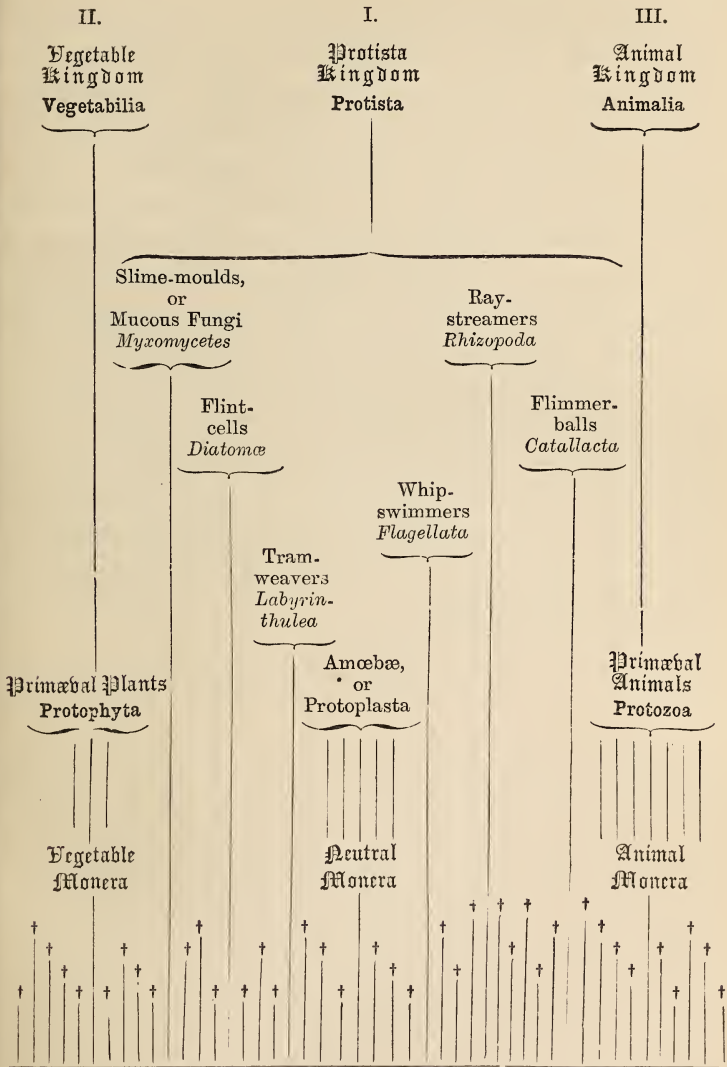 II.
Vegetable
Kingdom
Vegetabilia
I.
Protista
Kingdom
Protista
III.
Animal
Kingdom
Animalia
Slime-moulds,
or
Mucous Fungi
Myxomycetes
Ray-
streamers
Rhizopoda
Flint-
cells
Diatomæ
Flimmer-
balls
Catallacta
Whip-
swimmers
Flagellata
Tram-
weavers
Labyrin-
thulea
Primæval Plants
Protophyta
Amœbæ,
or
Protoplasta
Primæval
Animals
Protozoa
Vegetable
Monera
Neutral
Monera
Animal
Monera